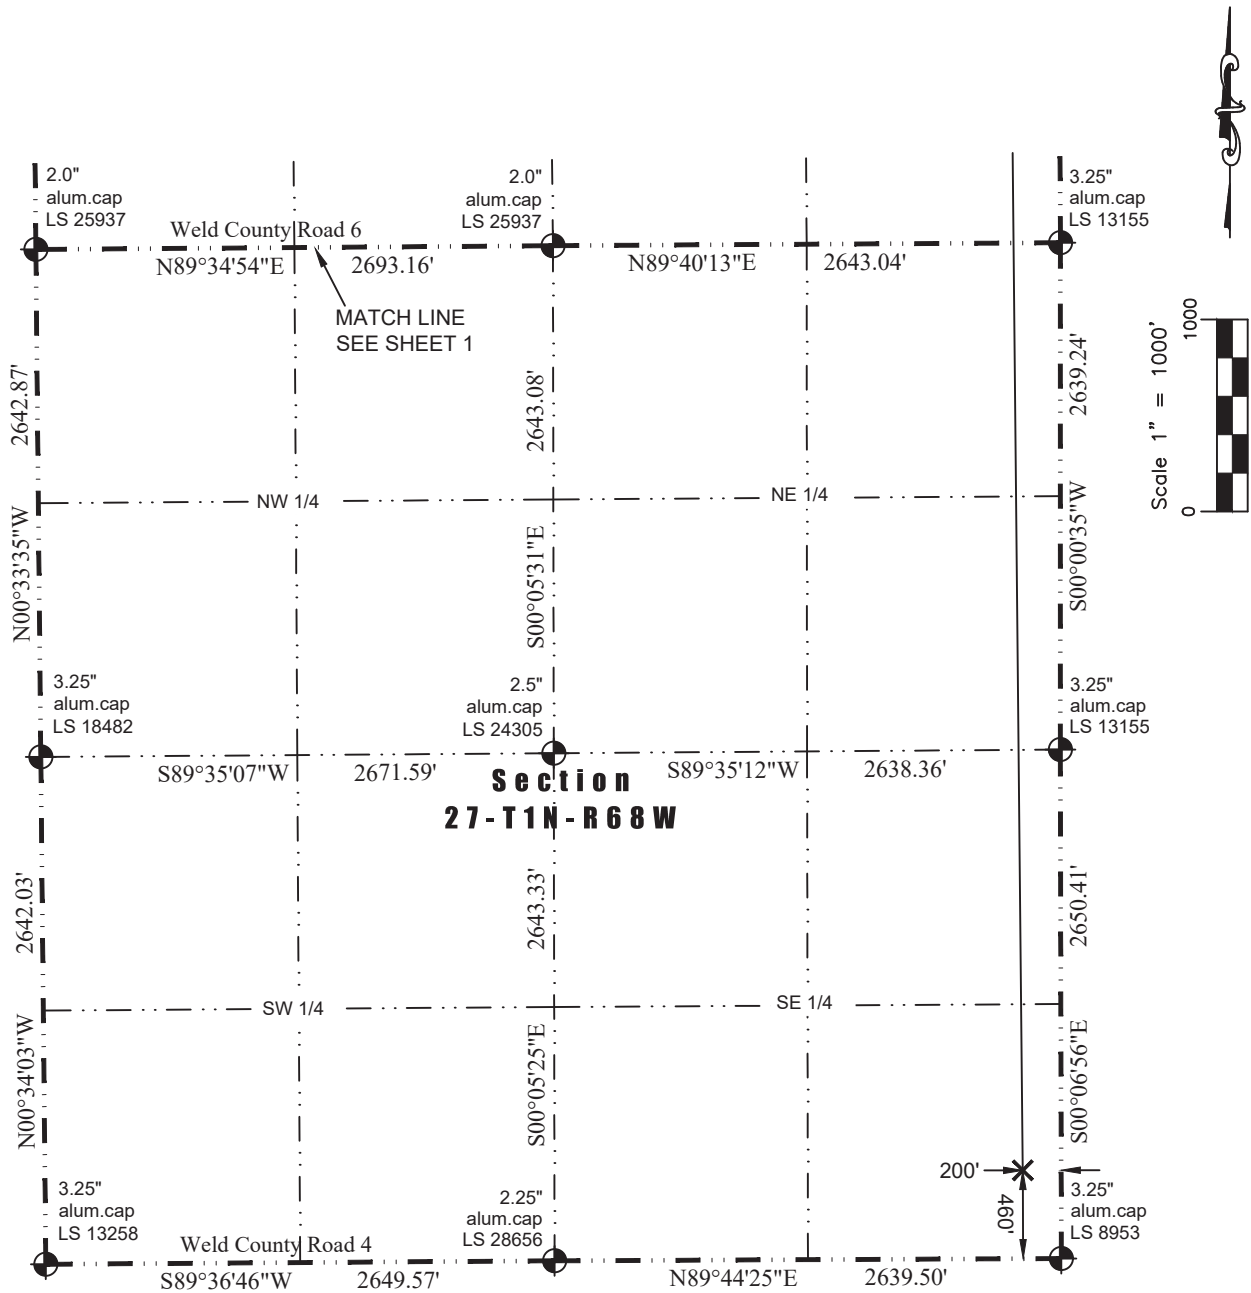 2.0"
alum.cap
LS 25937
2.0"
alum.cap
LS 25937
3.25"
alum.cap
LS 13155
Weld County Road 6
N89°34'54"E
2693.16'
N89°40'13"E
2643.04'
MATCH LINE
SEE SHEET 1
2642.87'
2643.08'
2639.24'
Scale 1" = 1000'
0
1000
NW 1/4
NE 1/4
N00°33'35"W
S00°05'31"E
S00°00'35"W
3.25"
alum.cap
LS 18482
2.5"
alum.cap
LS 24305
3.25"
alum.cap
LS 13155
S89°35'07"W
2671.59'
S89°35'12"W
2638.36'
Section
27-T1N-R68W
2642.03'
2643.33'
2650.41'
SW 1/4
SE 1/4
N00°34'03"W
S00°05'25"E
S00°06'56"E
200'
460'
3.25"
alum.cap
LS 13258
2.25"
alum.cap
LS 28656
3.25"
alum.cap
LS 8953
Weld County Road 4
S89°36'46"W
2649.57'
N89°44'25"E
2639.50'